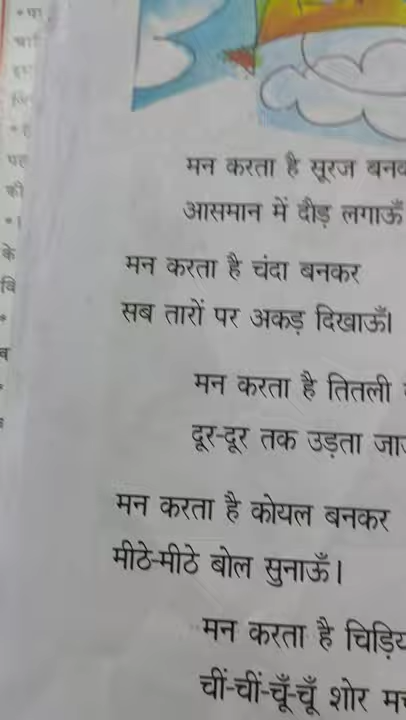 मन करता है सूरज
आसमान में दौड़ लगाऊँ
मन करता है चंदा बनकर
सब तारों पर अकड़ दिखाऊँ।
मन करता है तितली
दूर-दूर तक उड़ता
मन करता है कोयल बनकर
मीठे-मीठे बोल सुनाऊँ।
मन करता है
चीं-चीं-चूँ-चूँ शोर